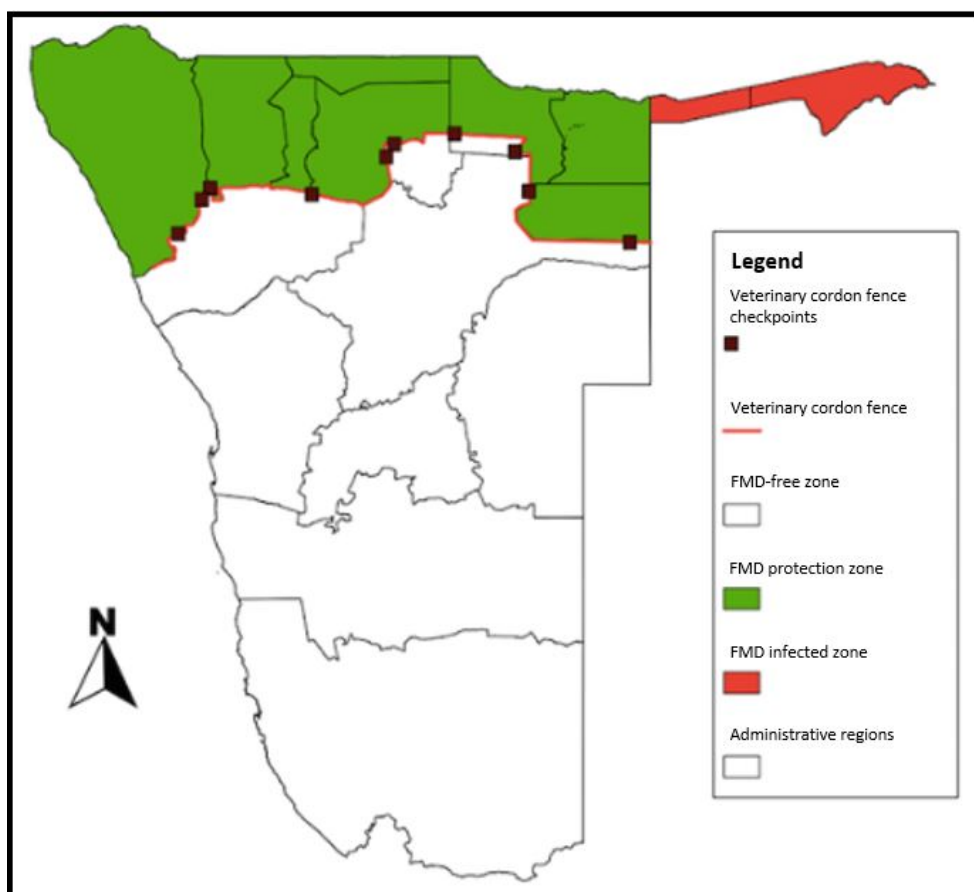 Legend
Veterinary cordon fence
checkpoints
Veterinary cordon fence
FMD-free zone
FMD protection zone
N
FMD infected zone
Administrative regions